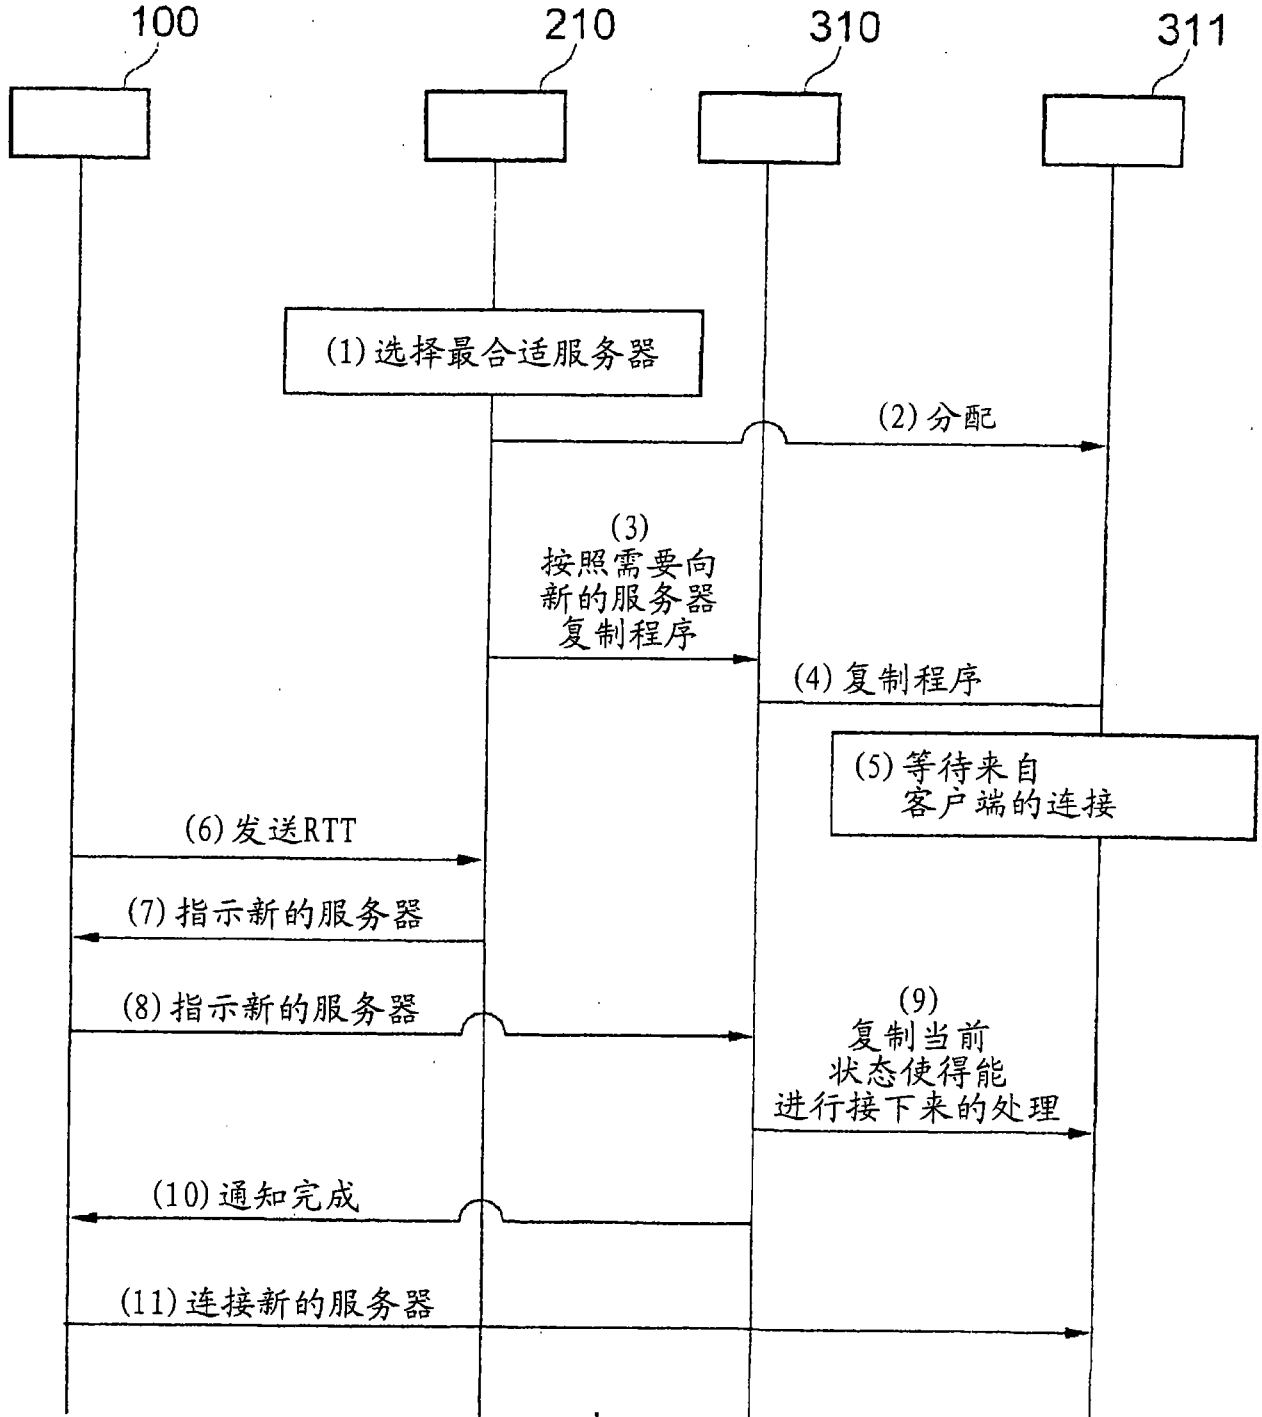 100
210
310
311
(1)选择最合适服务器
(2)分配
(3)
按照需要向
新的服务器
复制程序
(4)复制程序
(5)等待来自
客户端的连接
(6)发送RTT
(7)指示新的服务器
(8)指示新的服务器
(9)
复制当前
状态使得能
进行接下来的处理
(10)通知完成
(11)连接新的服务器